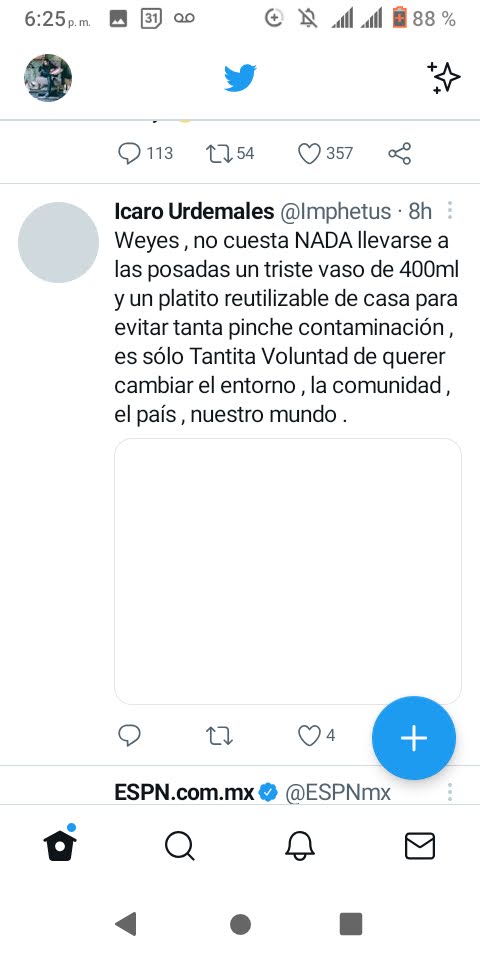 6:25 p. m. 31 88 %
113 54 357
Icaro Urdemales @Imphetus · 8h
Weyes , no cuesta NADA llevarse a
las posadas un triste vaso de 400ml
y un platito reutilizable de casa para
evitar tanta pinche contaminación ,
es sólo Tantita Voluntad de querer
cambiar el entorno , la comunidad ,
el país , nuestro mundo .
4
ESPN.com.mx @ESPNmx